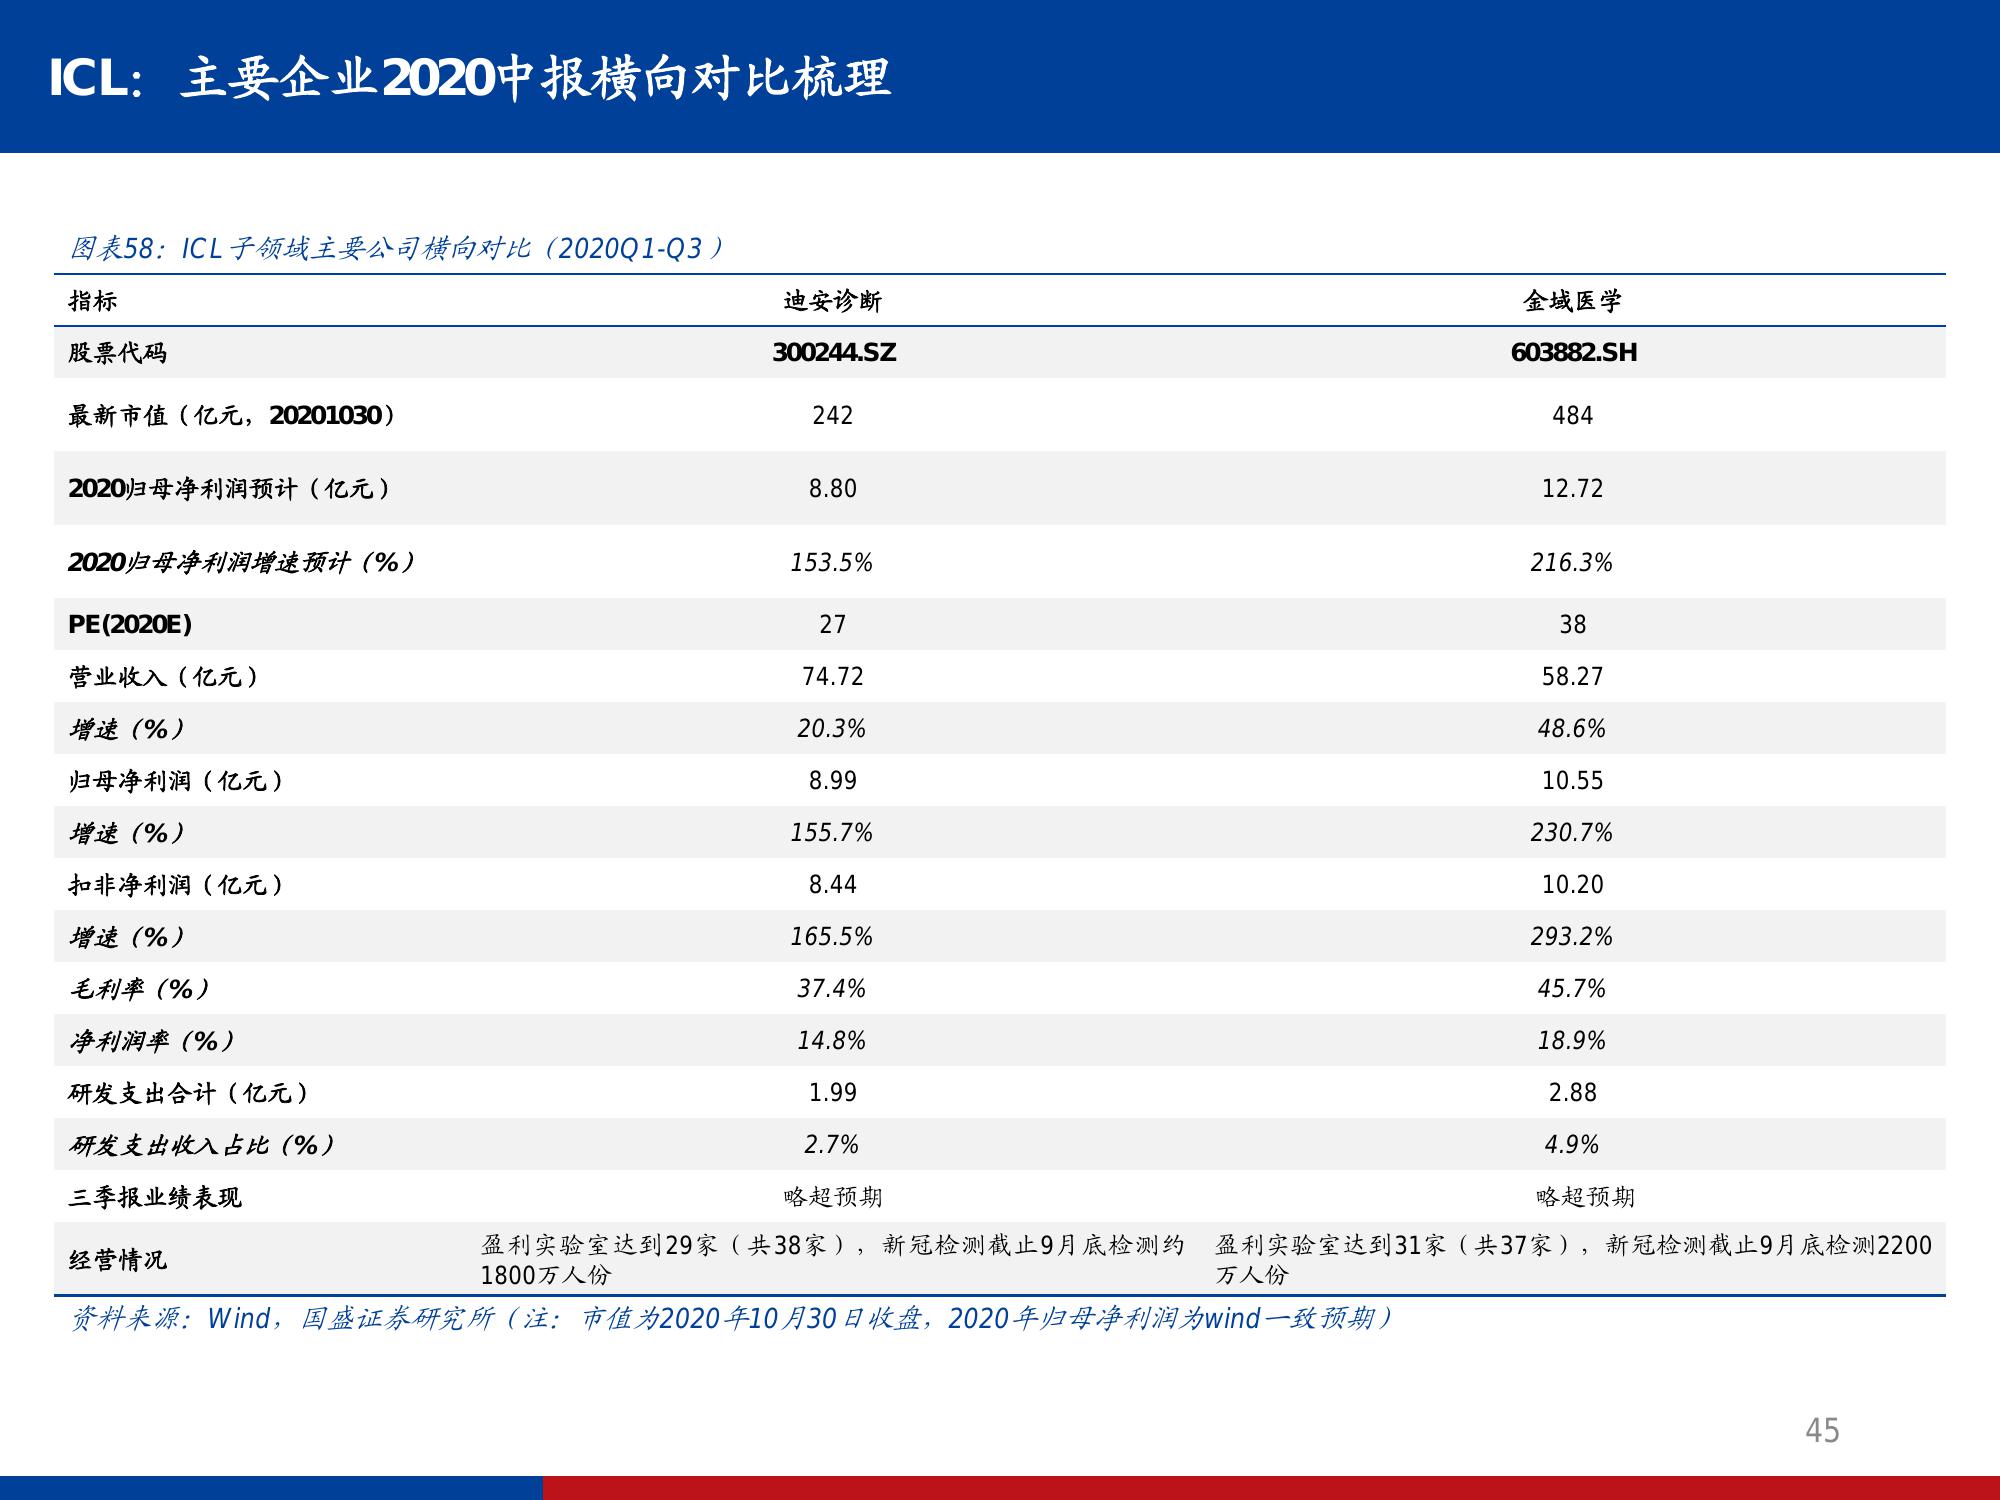 ICL：主要企业2020中报横向对比梳理
图表58：ICL子领域主要公司横向对比（2020Q1-Q3）
指标 迪安诊断 金域医学
股票代码 300244.SZ 603882.SH
最新市值（亿元，20201030） 242 484
2020归母净利润预计（亿元） 8.80 12.72
2020归母净利润增速预计（%） 153.5% 216.3%
PE(2020E) 27 38
营业收入（亿元） 74.72 58.27
增速（%） 20.3% 48.6%
归母净利润（亿元） 8.99 10.55
增速（%） 155.7% 230.7%
扣非净利润（亿元） 8.44 10.20
增速（%） 165.5% 293.2%
毛利率（%） 37.4% 45.7%
净利润率（%） 14.8% 18.9%
研发支出合计（亿元） 1.99 2.88
研发支出收入占比（%） 2.7% 4.9%
三季报业绩表现 略超预期 略超预期
经营情况
盈利实验室达到29家（共38家），新冠检测截止9月底检测约
1800万人份
盈利实验室达到31家（共37家），新冠检测截止9月底检测2200
万人份
资料来源：Wind，国盛证券研究所（注：市值为2020年10月30日收盘，2020年归母净利润为wind一致预期）
45